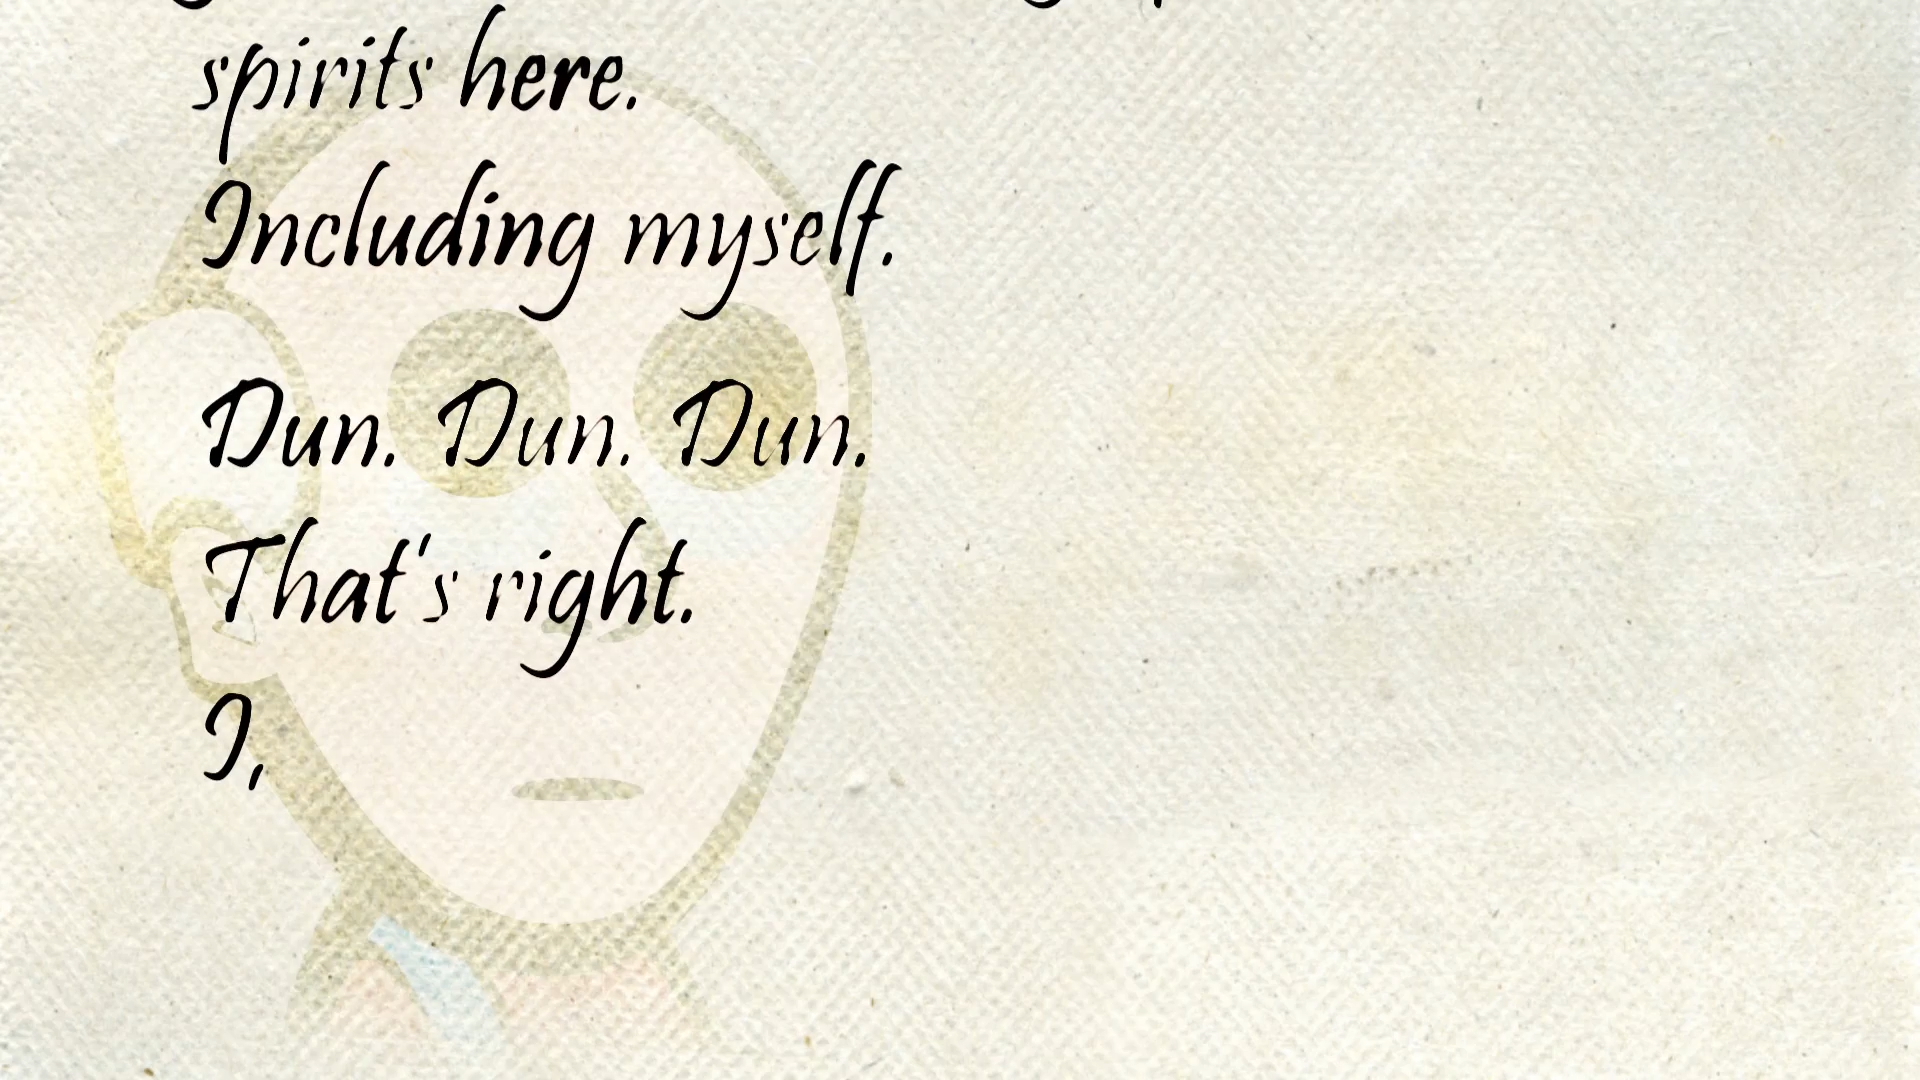 spirits here.
Including myself.
Dun. Dun. Dun.
That's right.
I,